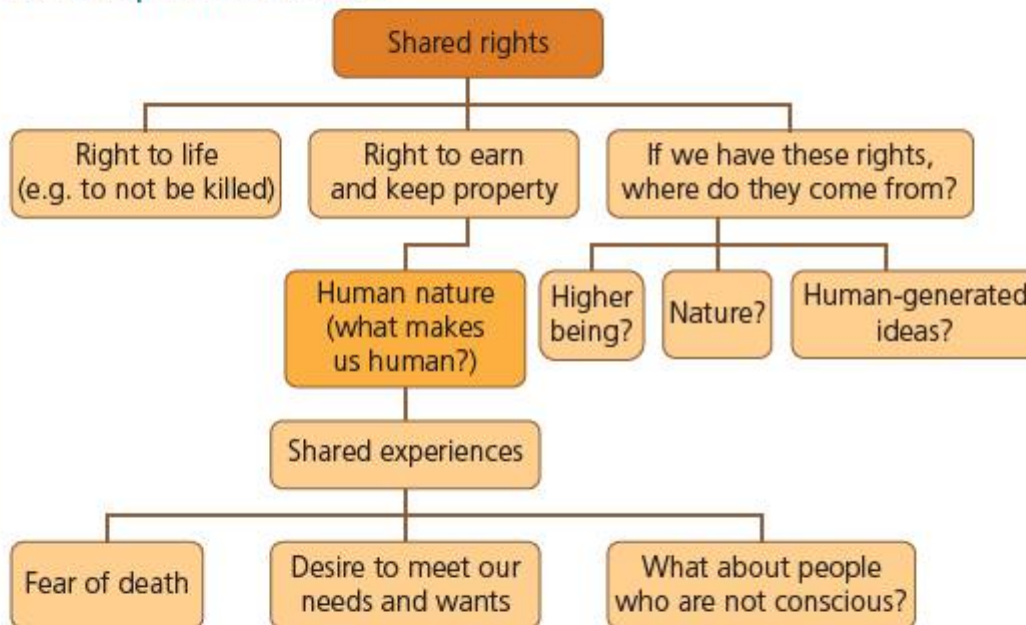 Shared rights
Right to life
(e.g. to not be killed)
Right to earn
and keep property
If we have these rights,
where do they come from?
Human nature
(what makes
us human?)
Higher
being?
Nature?
Human-generated
ideas?
Shared experiences
Fear of death
Desire to meet our
needs and wants
What about people
who are not conscious?